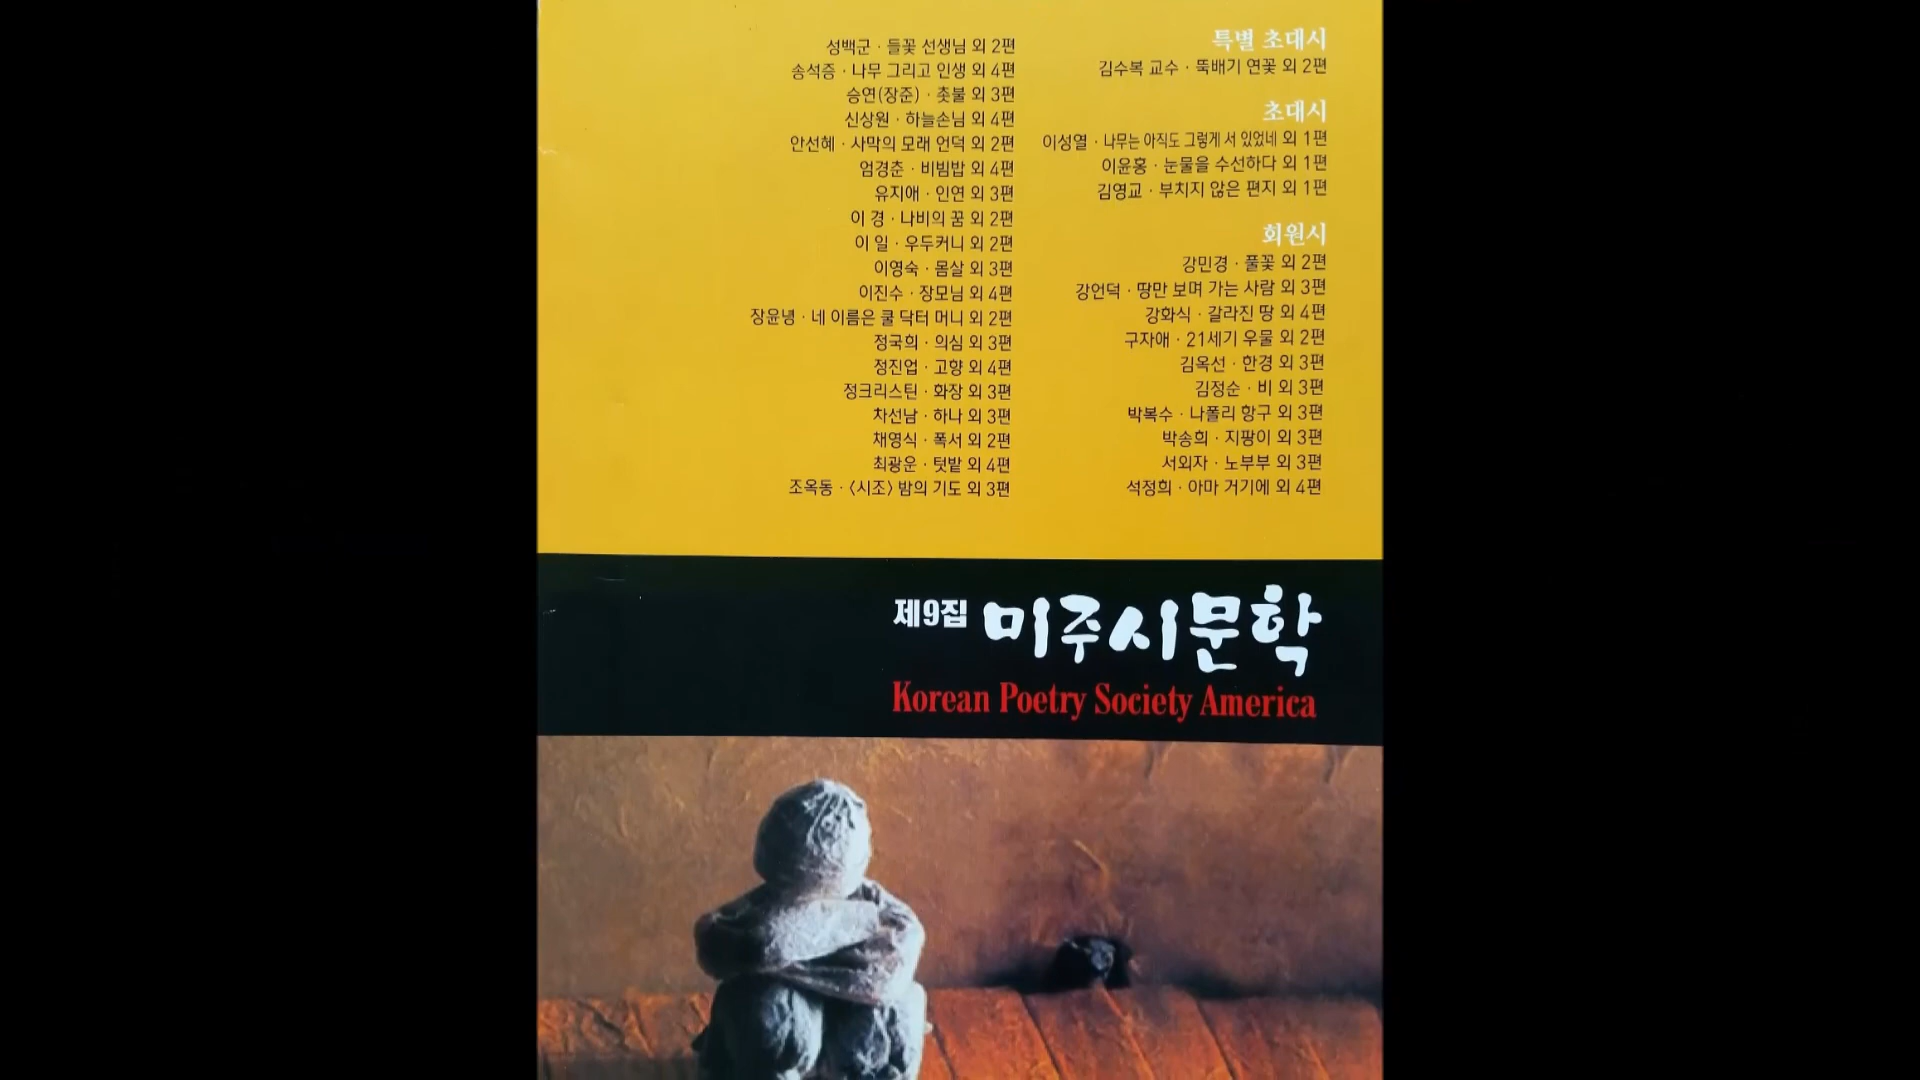 특별 초대시
김수복 교수 · 뚝배기 연꽃 외 2편
초대시
이성열 · 나무는 아직도 그렇게 서 있었네 외 1편
이윤홍 · 눈물을 수선하다 외 1편
김영교 · 부치지 않은 편지 외 1편
회원시
강민경 · 풀꽃 외 2편
강언덕 · 땅만 보며 가는 사람 외 3편
강화식 · 갈라진 땅 외 4편
구자애 · 21세기 우물 외 2편
김옥선 · 한경 외 3편
김정순 · 비 외 3편
박복수 · 나폴리 항구 외 3편
박송희 · 지팡이 외 3편
서외자 · 노부부 외 3편
석정희 · 아마 거기에 외 4편
성백군 · 들꽃 선생님 외 2편
송석증 · 나무 그리고 인생 외 4편
승연(장준) · 촛불 외 3편
신상원 · 하늘손님 외 4편
안선혜 · 사막의 모래 언덕 외 2편
엄경춘 · 비빔밥 외 4편
유지애 · 인연 외 3편
이 경 · 나비의 꿈 외 2편
이 일 · 우두커니 외 2편
이영숙 · 몸살 외 3편
이진수 · 장모님 외 4편
장윤녕 · 네 이름은 쿨 닥터 머니 외 2편
정국희 · 의심 외 3편
정진업 · 고향 외 4편
정크리스틴 · 화장 외 3편
차선남 · 하나 외 3편
채영식 · 폭서 외 2편
최광운 · 텃밭 외 4편
조옥동 · 〈시조〉 밤의 기도 외 3편
제9집 미주시문학
Korean Poetry Society America